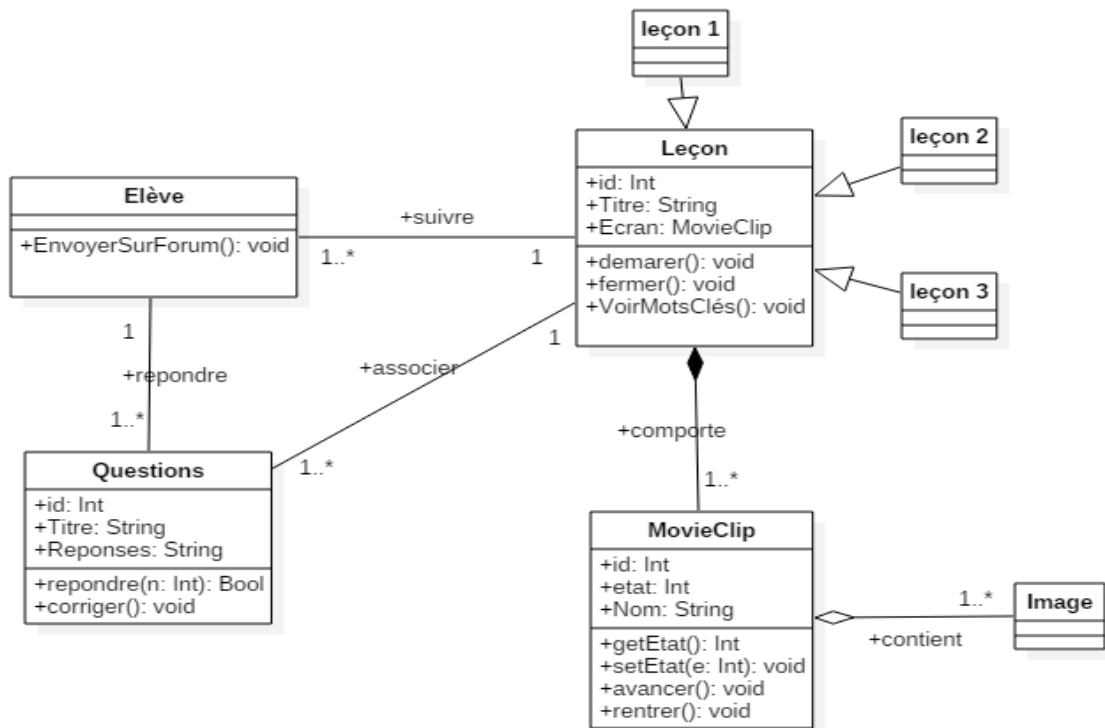 leçon 1
leçon 2
Leçon
+id: Int
+Titre: String
+Ecran: MovieClip
+demarer(): void
+fermer(): void
+VoirMotsClés(): void
leçon 3
Elève
+EnvoyerSurForum(): void
+suivre
1..*
1
1
+repondre
1..*
1
+associer
1..*
Questions
+id: Int
+Titre: String
+Reponses: String
+repondre(n: Int): Bool
+corriger(): void
+comporte
1..*
MovieClip
+id: Int
+etat: Int
+Nom: String
+getEtat(): Int
+setEtat(e: Int): void
+avancer(): void
+rentrer(): void
1..*
+contient
Image